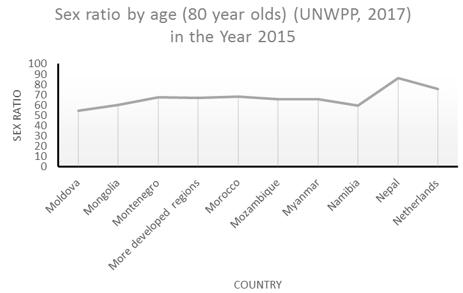 Sex ratio by age (80 year olds) (UNWPP, 2017)
in the Year 2015
SEX RATIO
100
90
80
70
60
50
40
30
20
10
0
Moldova
Mongolia
Montenegro
More developed regions
Morocco
Mozambique
Myanmar
Namibia
Nepal
Netherlands
COUNTRY